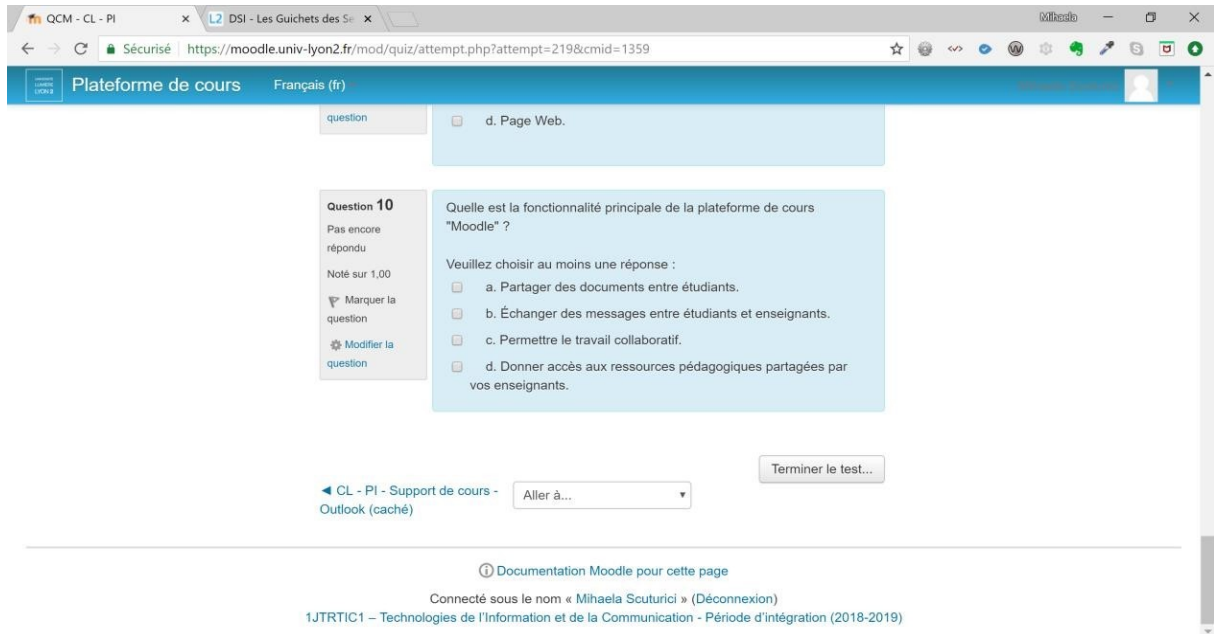 QCM - CL - PI
L2 DSI - Les Guichets des Se
Mihaela
Sécurisé
https://moodle.univ-lyon2.fr/mod/quiz/attempt.php?attempt=219&cmid=1359
Plateforme de cours
Français (fr)
question
d. Page Web.
Question 10
Pas encore
répondu
Noté sur 1,00
Marquer la
question
Modifier la
question
Quelle est la fonctionnalité principale de la plateforme de cours
"Moodle" ?
Veuillez choisir au moins une réponse :
a. Partager des documents entre étudiants.
b. Échanger des messages entre étudiants et enseignants.
c. Permettre le travail collaboratif.
d. Donner accès aux ressources pédagogiques partagées par
vos enseignants.
Terminer le test...
◄ CL - PI - Support de cours -
Outlook (caché)
Aller à...
Documentation Moodle pour cette page
Connecté sous le nom « Mihaela Scuturici » (Déconnexion)
1JTRTIC1 – Technologies de l'Information et de la Communication - Période d'intégration (2018-2019)